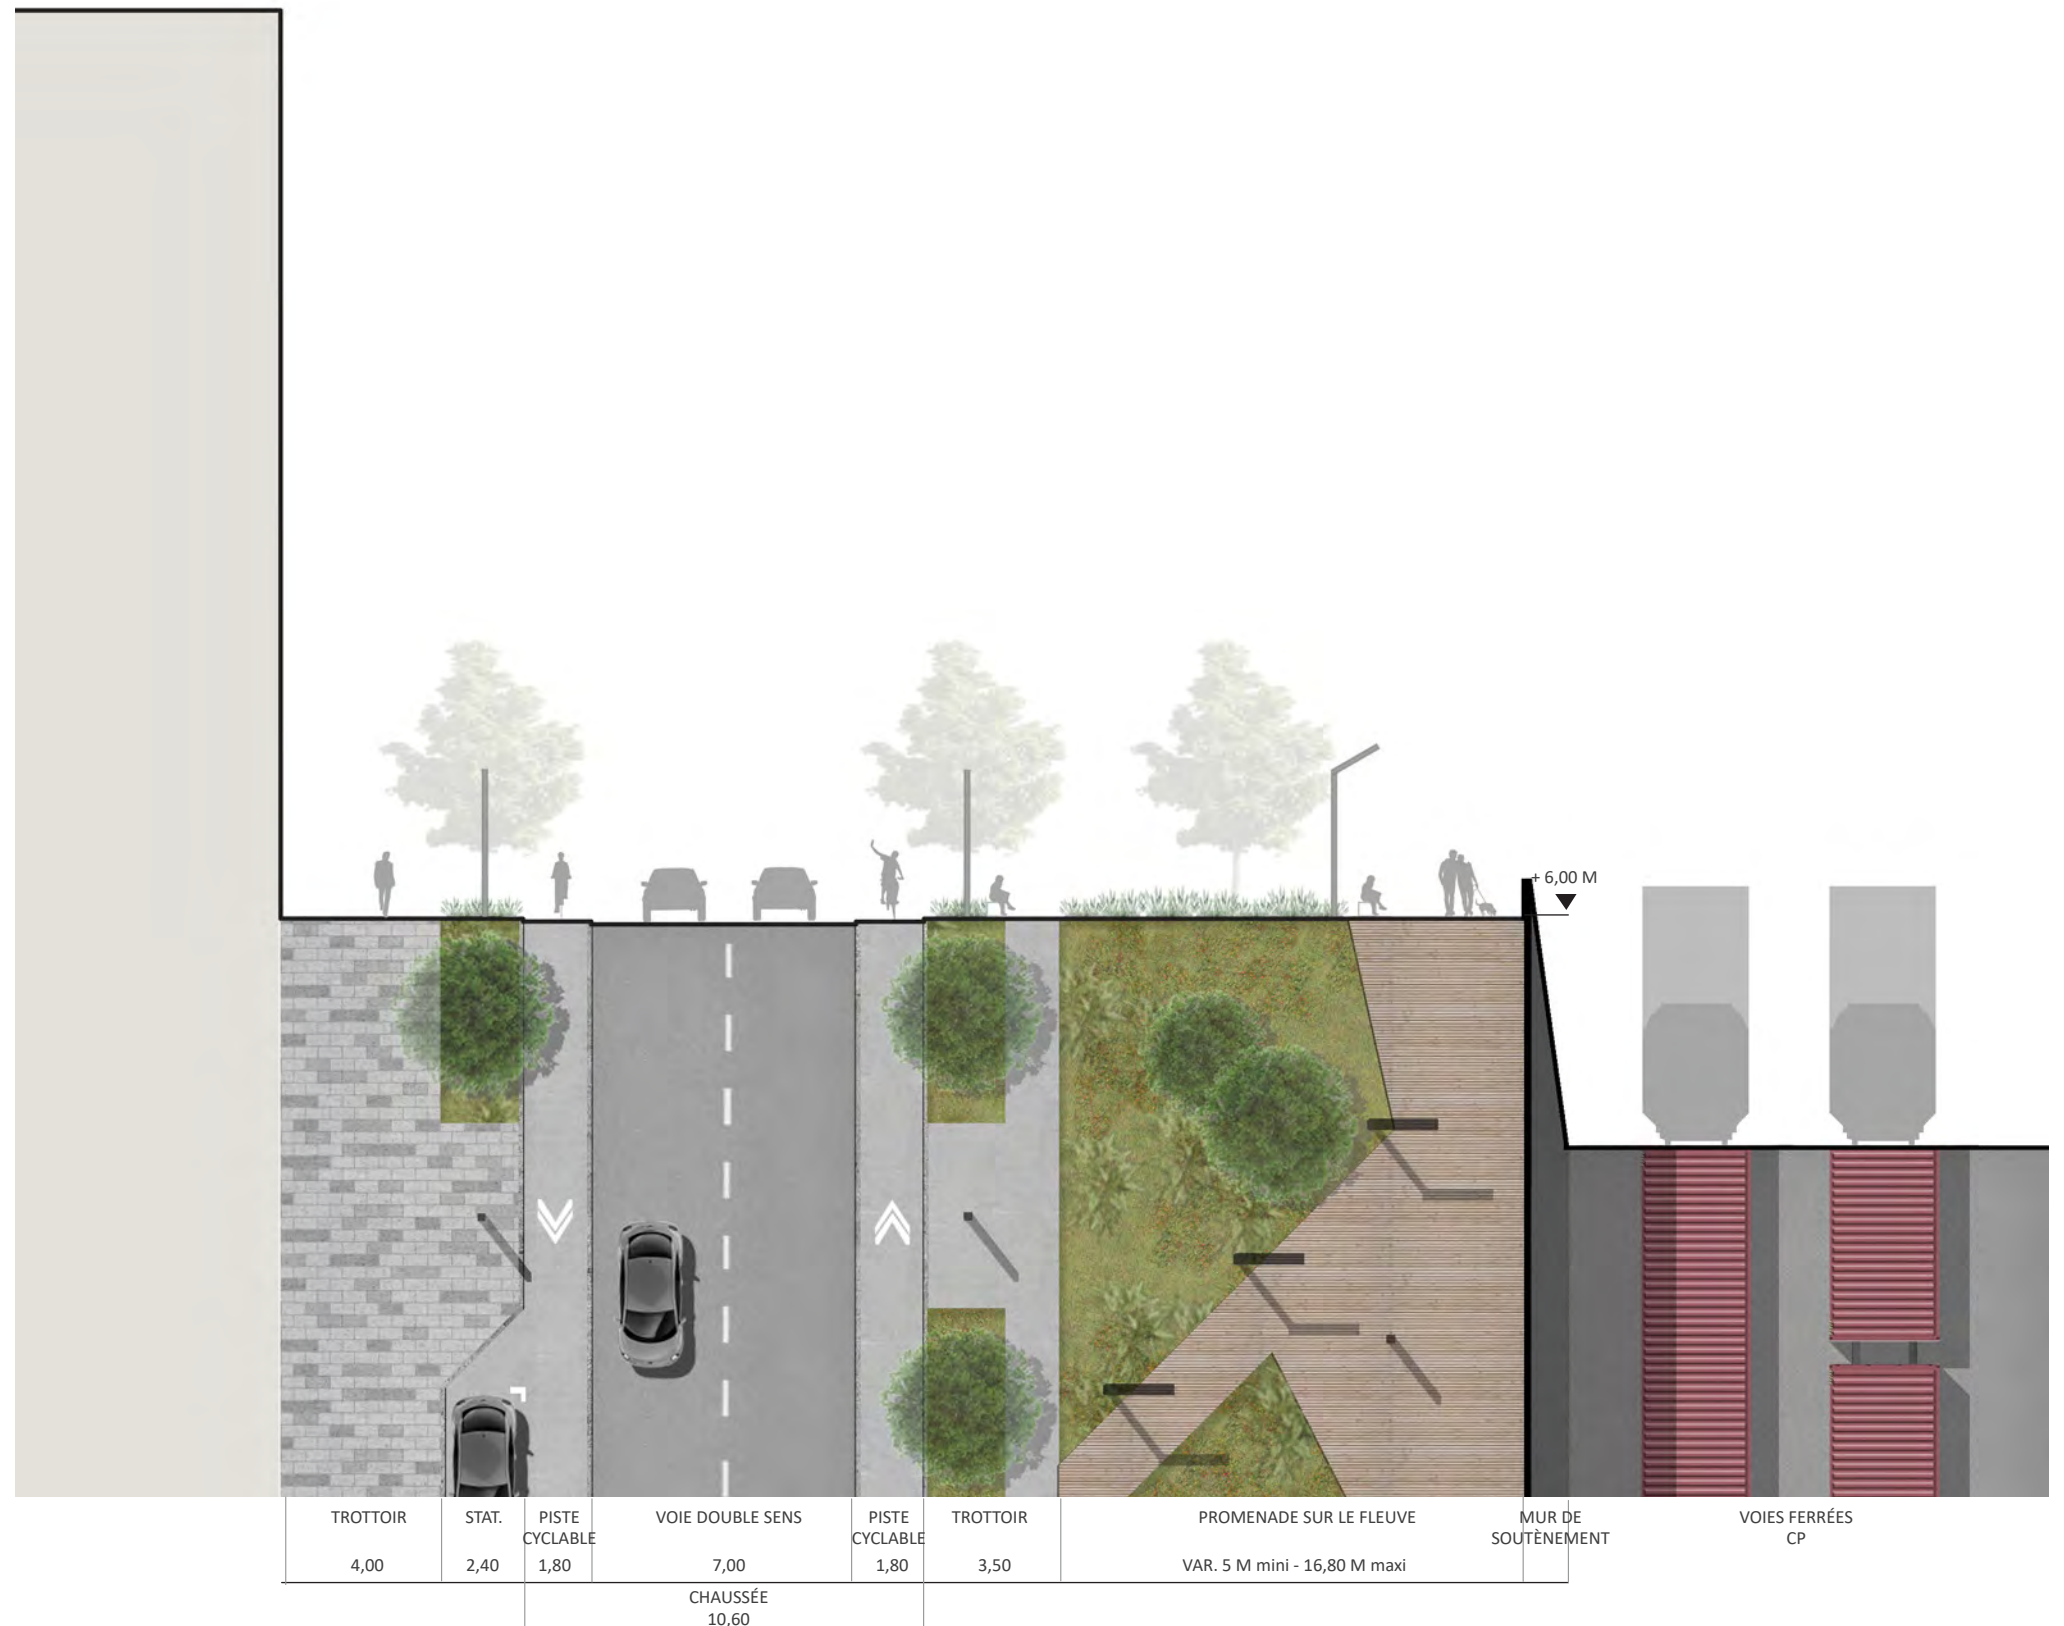 + 6,00 M
TROTTOIR
4,00
STAT.
2,40
PISTE
CYCLABLE
1,80
VOIE DOUBLE SENS
7,00
PISTE
CYCLABLE
1,80
TROTTOIR
3,50
PROMENADE SUR LE FLEUVE
VAR. 5 M mini - 16,80 M maxi
MUR DE
SOUTÈNEMENT
VOIES FERRÉES
CP
CHAUSSÉE
10,60